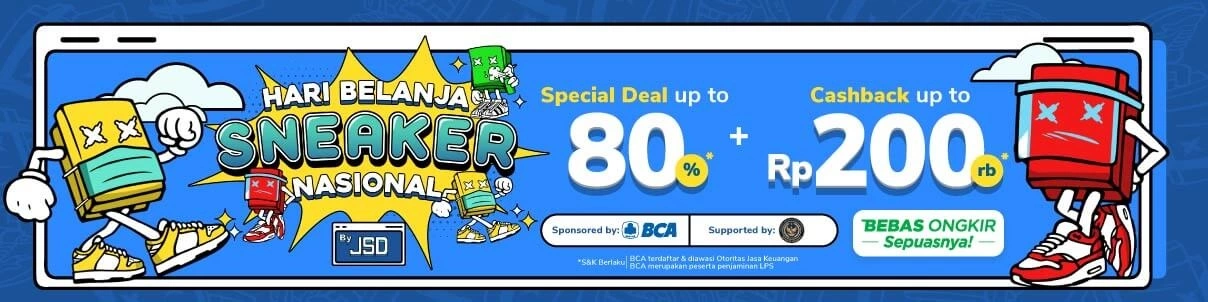 HARI BELANJA
SNEAKER
NASIONAL
By JSD
Special Deal up to
80%*
+
Cashback up to
Rp200rb*
Sponsored by: BCA
Supported by:
BEBAS ONGKIR
Sepuasnya!
*S&K Berlaku
BCA terdaftar & diawasi Otoritas Jasa Keuangan
BCA merupakan peserta penjaminan LPS